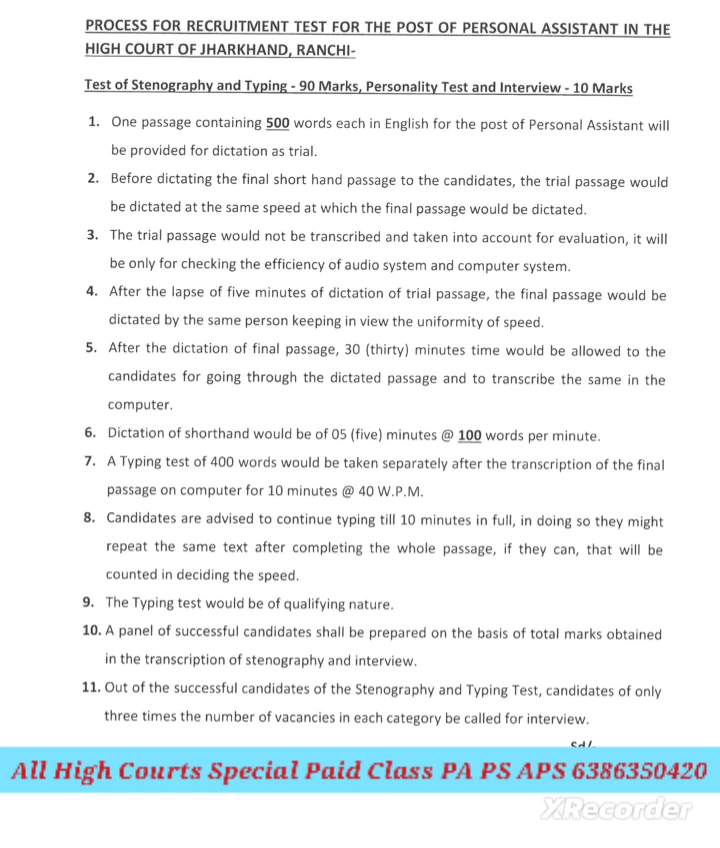 PROCESS FOR RECRUITMENT TEST FOR THE POST OF PERSONAL ASSISTANT IN THE
HIGH COURT OF JHARKHAND, RANCHI-
Test of Stenography and Typing - 90 Marks, Personality Test and Interview - 10 Marks
1. One passage containing 500 words each in English for the post of Personal Assistant will
be provided for dictation as trial.
2. Before dictating the final short hand passage to the candidates, the trial passage would
be dictated at the same speed at which the final passage would be dictated.
3. The trial passage would not be transcribed and taken into account for evaluation, it will
be only for checking the efficiency of audio system and computer system.
4. After the lapse of five minutes of dictation of trial passage, the final passage would be
dictated by the same person keeping in view the uniformity of speed.
5. After the dictation of final passage, 30 (thirty) minutes time would be allowed to the
candidates for going through the dictated passage and to transcribe the same in the
computer.
6. Dictation of shorthand would be of 05 (five) minutes @ 100 words per minute.
7. A Typing test of 400 words would be taken separately after the transcription of the final
passage on computer for 10 minutes @ 40 W.P.M.
8. Candidates are advised to continue typing till 10 minutes in full, in doing so they might
repeat the same text after completing the whole passage, if they can, that will be
counted in deciding the speed.
9. The Typing test would be of qualifying nature.
10. A panel of successful candidates shall be prepared on the basis of total marks obtained
in the transcription of stenography and interview.
11. Out of the successful candidates of the Stenography and Typing Test, candidates of only
three times the number of vacancies in each category be called for interview.
Sd/-
All High Courts Special Paid Class PA PS APS 6386350420
XRecorder